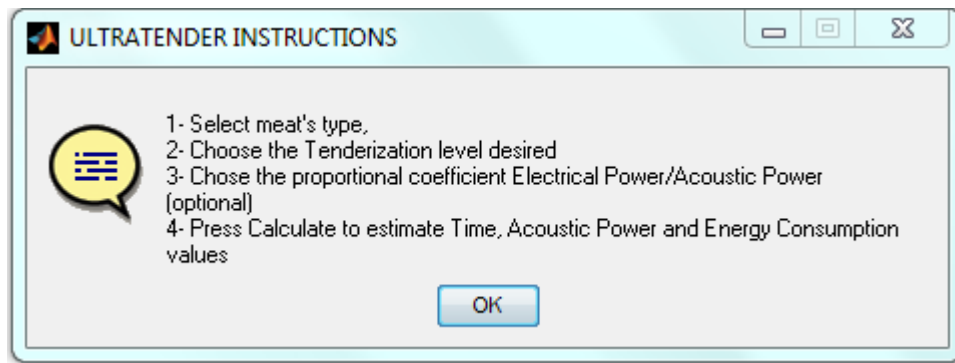 ULTRATENDER INSTRUCTIONS
1- Select meat's type,
2- Choose the Tenderization level desired
3- Chose the proportional coefficient Electrical Power/Acoustic Power
(optional)
4- Press Calculate to estimate Time, Acoustic Power and Energy Consumption
values
OK